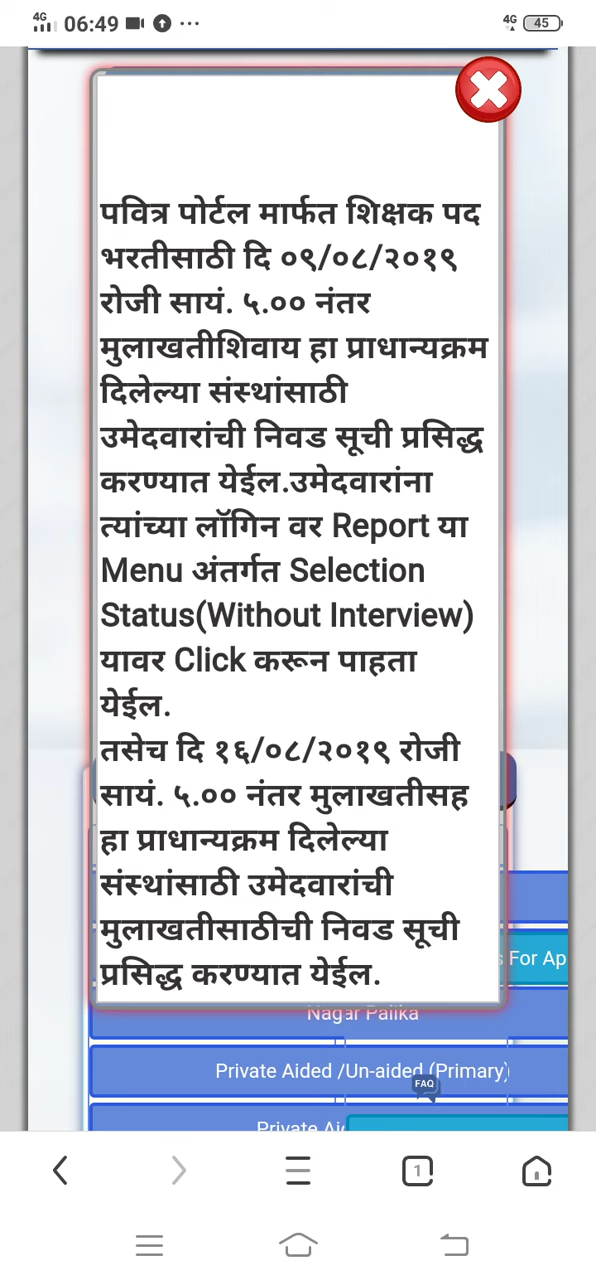 4G 06:49 ... 4G 45
पवित्र पोर्टल मार्फत शिक्षक पद
भरतीसाठी दि ०९/०८/२०१९
रोजी सायं. ५.०० नंतर
मुलाखतीशिवाय हा प्राधान्यक्रम
दिलेल्या संस्थांसाठी
उमेदवारांची निवड सूची प्रसिद्ध
करण्यात येईल.उमेदवारांना
त्यांच्या लॉगिन वर Report या
Menu अंतर्गत Selection
Status(Without Interview)
यावर Click करून पाहता
येईल.
तसेच दि १६/०८/२०१९ रोजी
सायं. ५.०० नंतर मुलाखतीसह
हा प्राधान्यक्रम दिलेल्या
संस्थांसाठी उमेदवारांची
मुलाखतीसाठीची निवड सूची
प्रसिद्ध करण्यात येईल.
s For Ap
Nagar Palika
Private Aided /Un-aided (Primary)
FAQ
Private Aid
1